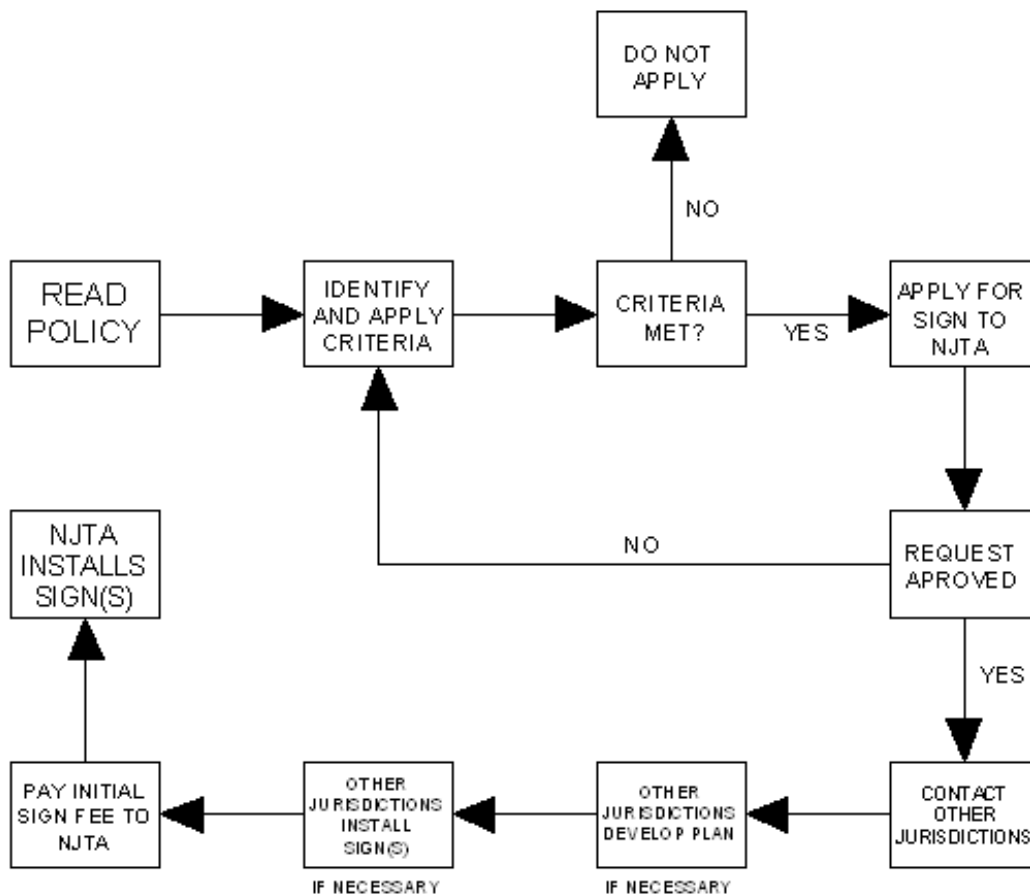 DO NOT
APPLY
NO
READ
POLICY
IDENTIFY
AND APPLY
CRITERIA
CRITERIA
MET?
YES
APPLY FOR
SIGN TO
NJTA
NJTA
INSTALLS
SIGN(S)
NO
REQUEST
APROVED
YES
PAY INITIAL
SIGN FEE TO
NJTA
OTHER
JURISDICTIONS
INSTALL
SIGN(S)
IF NECESSARY
OTHER
JURISDICTIONS
DEVELOP PLAN
IF NECESSARY
CONTACT
OTHER
JURISDICTIONS